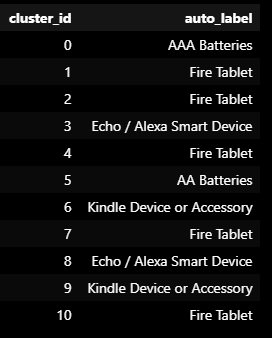 cluster_id auto_label
0 AAA Batteries
1 Fire Tablet
2 Fire Tablet
3 Echo / Alexa Smart Device
4 Fire Tablet
5 AA Batteries
6 Kindle Device or Accessory
7 Fire Tablet
8 Echo / Alexa Smart Device
9 Kindle Device or Accessory
10 Fire Tablet